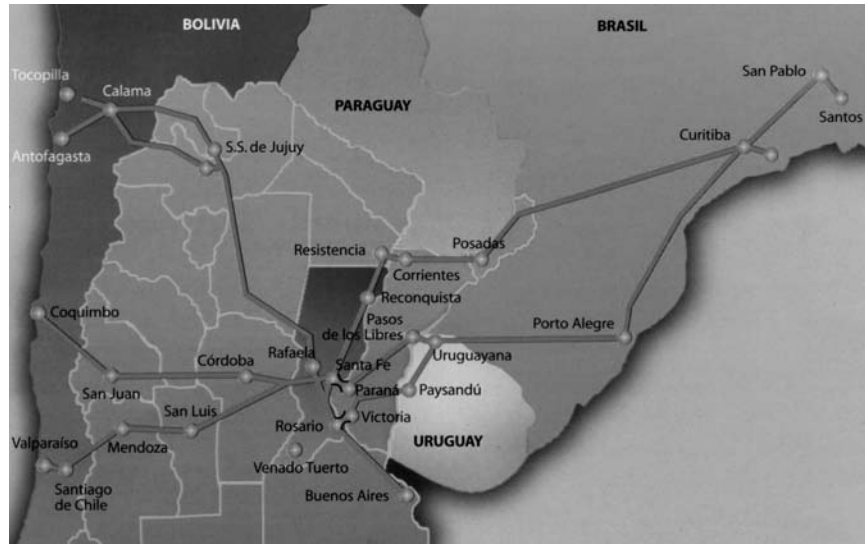 BOLIVIA
BRASIL
Tocopilla
Calama
San Pablo
PARAGUAY
Santos
Curitiba
Antofagasta
S.S. de Jujuy
Resistencia
Posadas
Corrientes
Reconquista
Coquimbo
Pasos
de los Libres
Porto Alegre
Uruguayana
Rafaela
Santa Fe
Córdoba
San Juan
Paraná
Paysandú
San Luis
Victoria
Rosario
URUGUAY
Valparaíso
Mendoza
Venado Tuerto
Santiago
de Chile
Buenos Aires